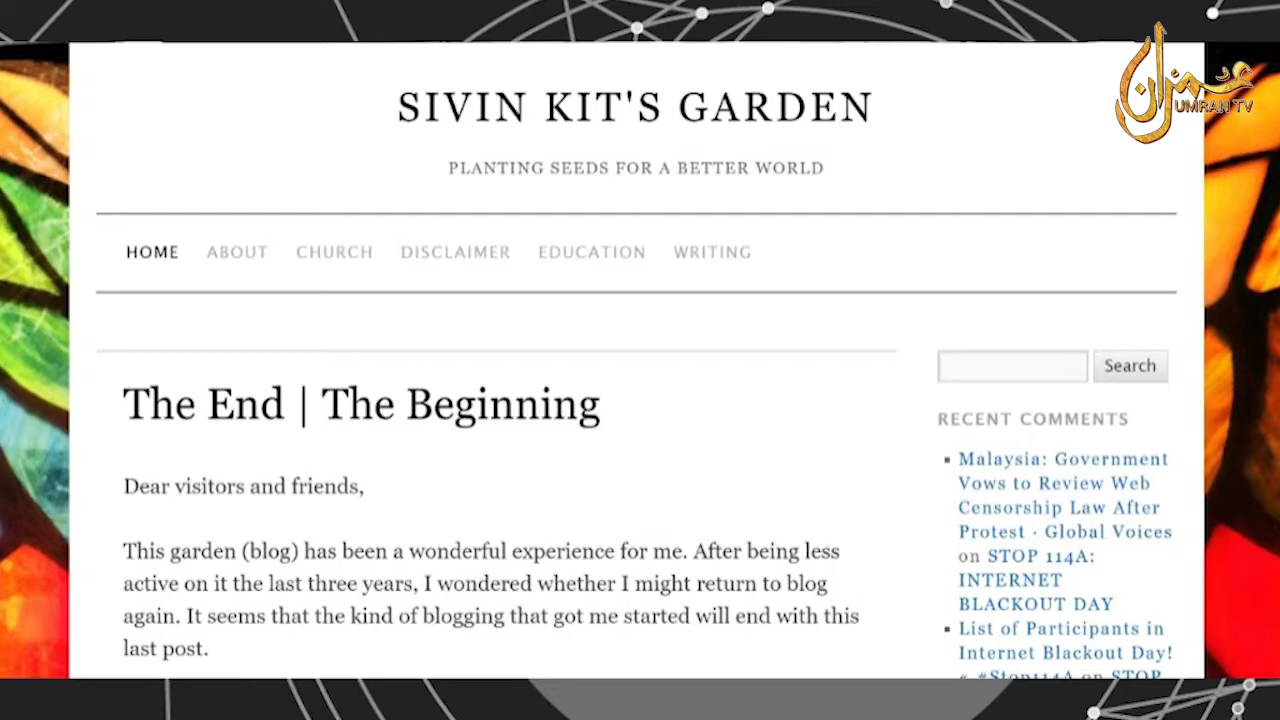 عمران
UMRAN TV
SIVIN KIT'S GARDEN
PLANTING SEEDS FOR A BETTER WORLD
HOME ABOUT CHURCH DISCLAIMER EDUCATION WRITING
The End | The Beginning
Dear visitors and friends,
This garden (blog) has been a wonderful experience for me. After being less
active on it the last three years, I wondered whether I might return to blog
again. It seems that the kind of blogging that got me started will end with this
last post.
Search
RECENT COMMENTS
Malaysia: Government
Vows to Review Web
Censorship Law After
Protest · Global Voices
on STOP 114A:
INTERNET
BLACKOUT DAY
List of Participants in
Internet Blackout Day!
« #Stop114A on STOP